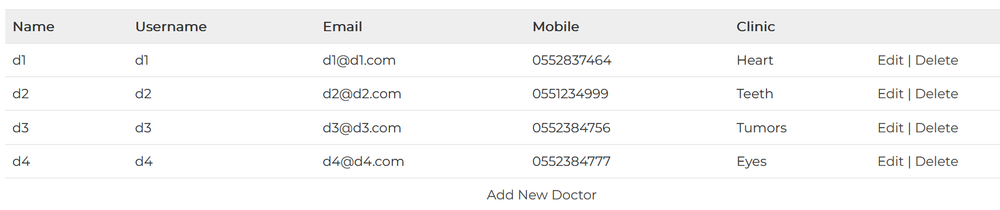 Name Username Email Mobile Clinic
d1 d1 d1@d1.com 0552837464 Heart Edit | Delete
d2 d2 d2@d2.com 0551234999 Teeth Edit | Delete
d3 d3 d3@d3.com 0552384756 Tumors Edit | Delete
d4 d4 d4@d4.com 0552384777 Eyes Edit | Delete
Add New Doctor